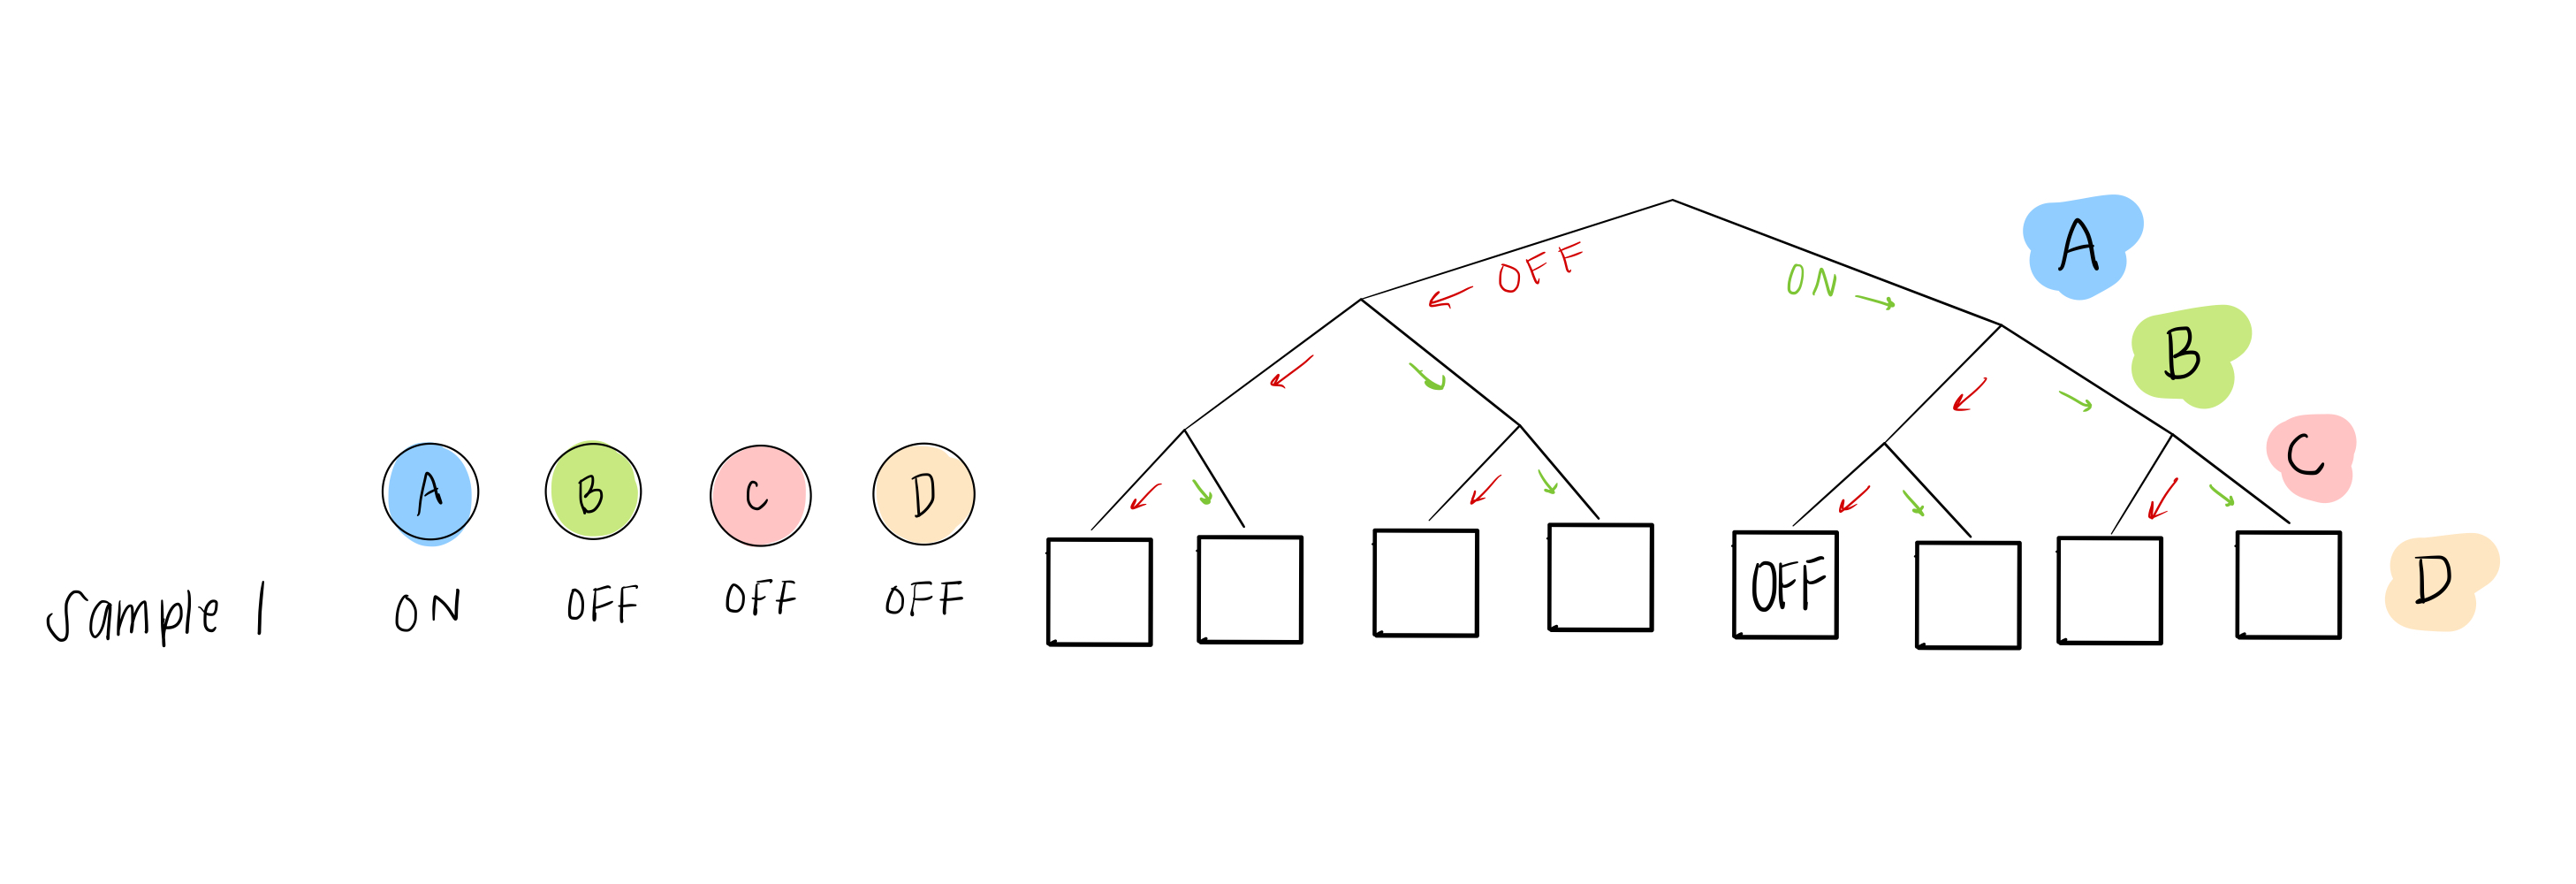 A
OFF
ON
B
C
A B C D
OFF
D
Sample 1 ON OFF OFF OFF